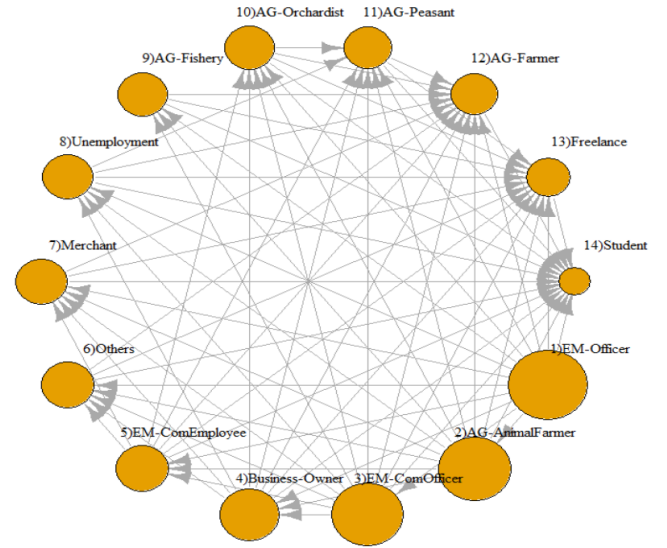 10)AG-Orchardist
11)AG-Peasant
9)AG-Fishery
12)AG-Farmer
8)Unemployment
13)Freelance
7)Merchant
14)Student
6)Others
1)EM-Officer
5)EM-ComEmployee
2)AG-AnimalFarmer
4)Business-Owner
3)EM-ComOfficer